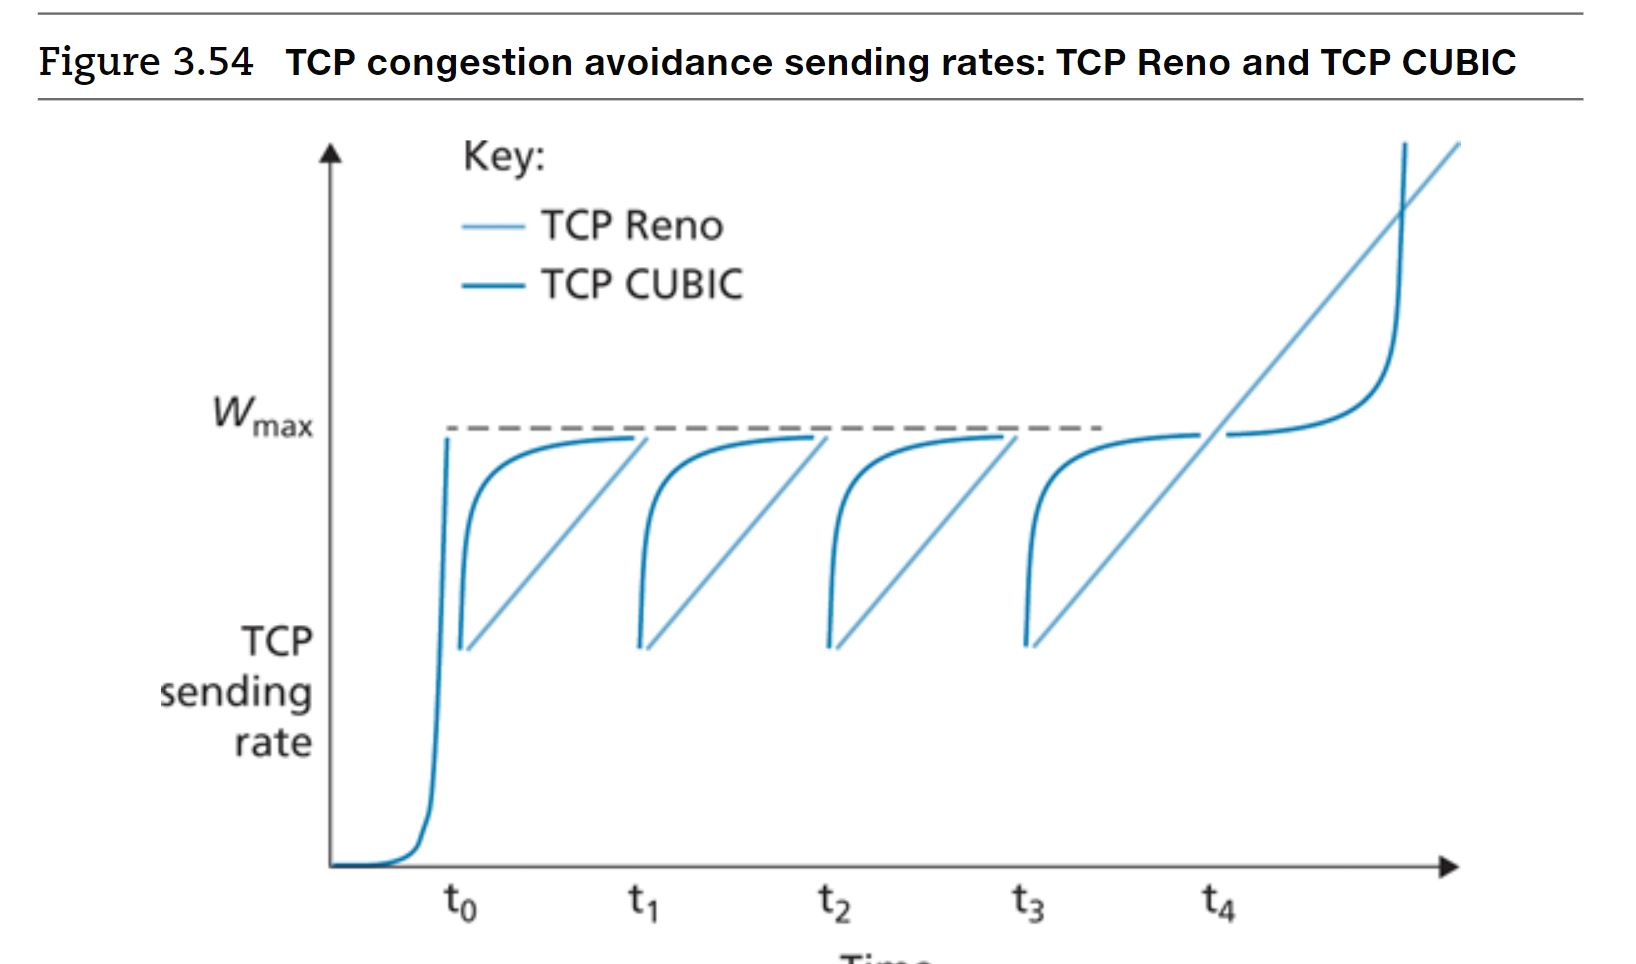 Figure 3.54 TCP congestion avoidance sending rates: TCP Reno and TCP CUBIC
Key:
TCP Reno
TCP CUBIC
Wmax
TCP
sending
rate
t0 t1 t2 t3 t4
Time